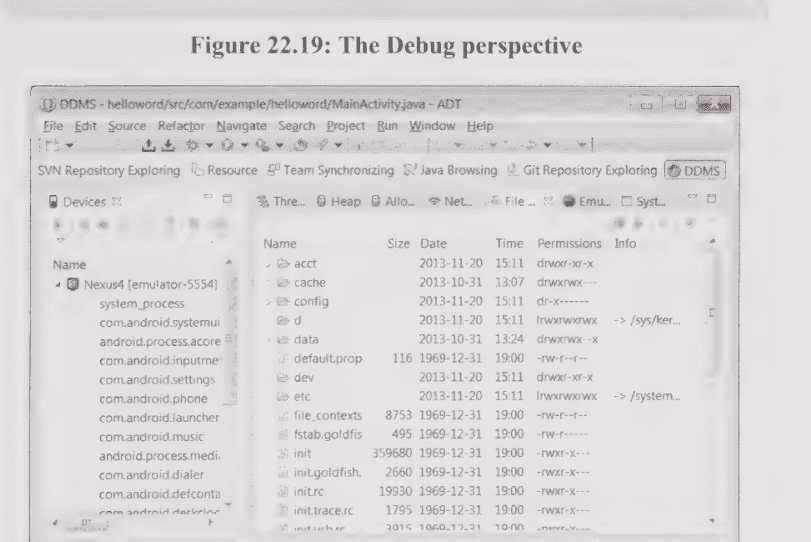 Figure 22.19: The Debug perspective
DDMS - helloword/src/com/example/helloword/MainActivity.java - ADT
File Edit Source Refactor Navigate Search Project Run Window Help
SVN Repository Exploring Resource Team Synchronizing Java Browsing Git Repository Exploring DDMS
Devices
Thre... Heap Allo... Net... File ... Emu... Syst...
Name
Nexus4 [emulator-5554]
system_process
com.android.systemui
android.process.acore
com.android.inputme
com.android.settings
com.android.phone
com.android.launcher
com.android.music
android.process.medi
com.android.dialer
com.android.defconta
Name Size Date Time Permissions Info
acct 2013-11-20 15:11 drwxr-xr-x
cache 2013-10-31 13:07 drwxrwx---
config 2013-11-20 15:11 dr-x------
d 2013-11-20 15:11 lrwxrwxrwx -> /sys/ker...
data 2013-10-31 13:24 drwxrwx--x
default.prop 116 1969-12-31 19:00 -rw-r--r--
dev 2013-11-20 15:11 drwxr-xr-x
etc 2013-11-20 15:11 lrwxrwxrwx -> /system...
file_contexts 8753 1969-12-31 19:00 -rw-r--r--
fstab.goldfis 495 1969-12-31 19:00 -rw-r-----
init 359680 1969-12-31 19:00 -rwxr-x---
init.goldfish. 2660 1969-12-31 19:00 -rwxr-x---
init.rc 19930 1969-12-31 19:00 -rwxr-x---
init.trace.rc 1795 1969-12-31 19:00 -rwxr-x---
1969-12-31 19:00 -rwxr-x---